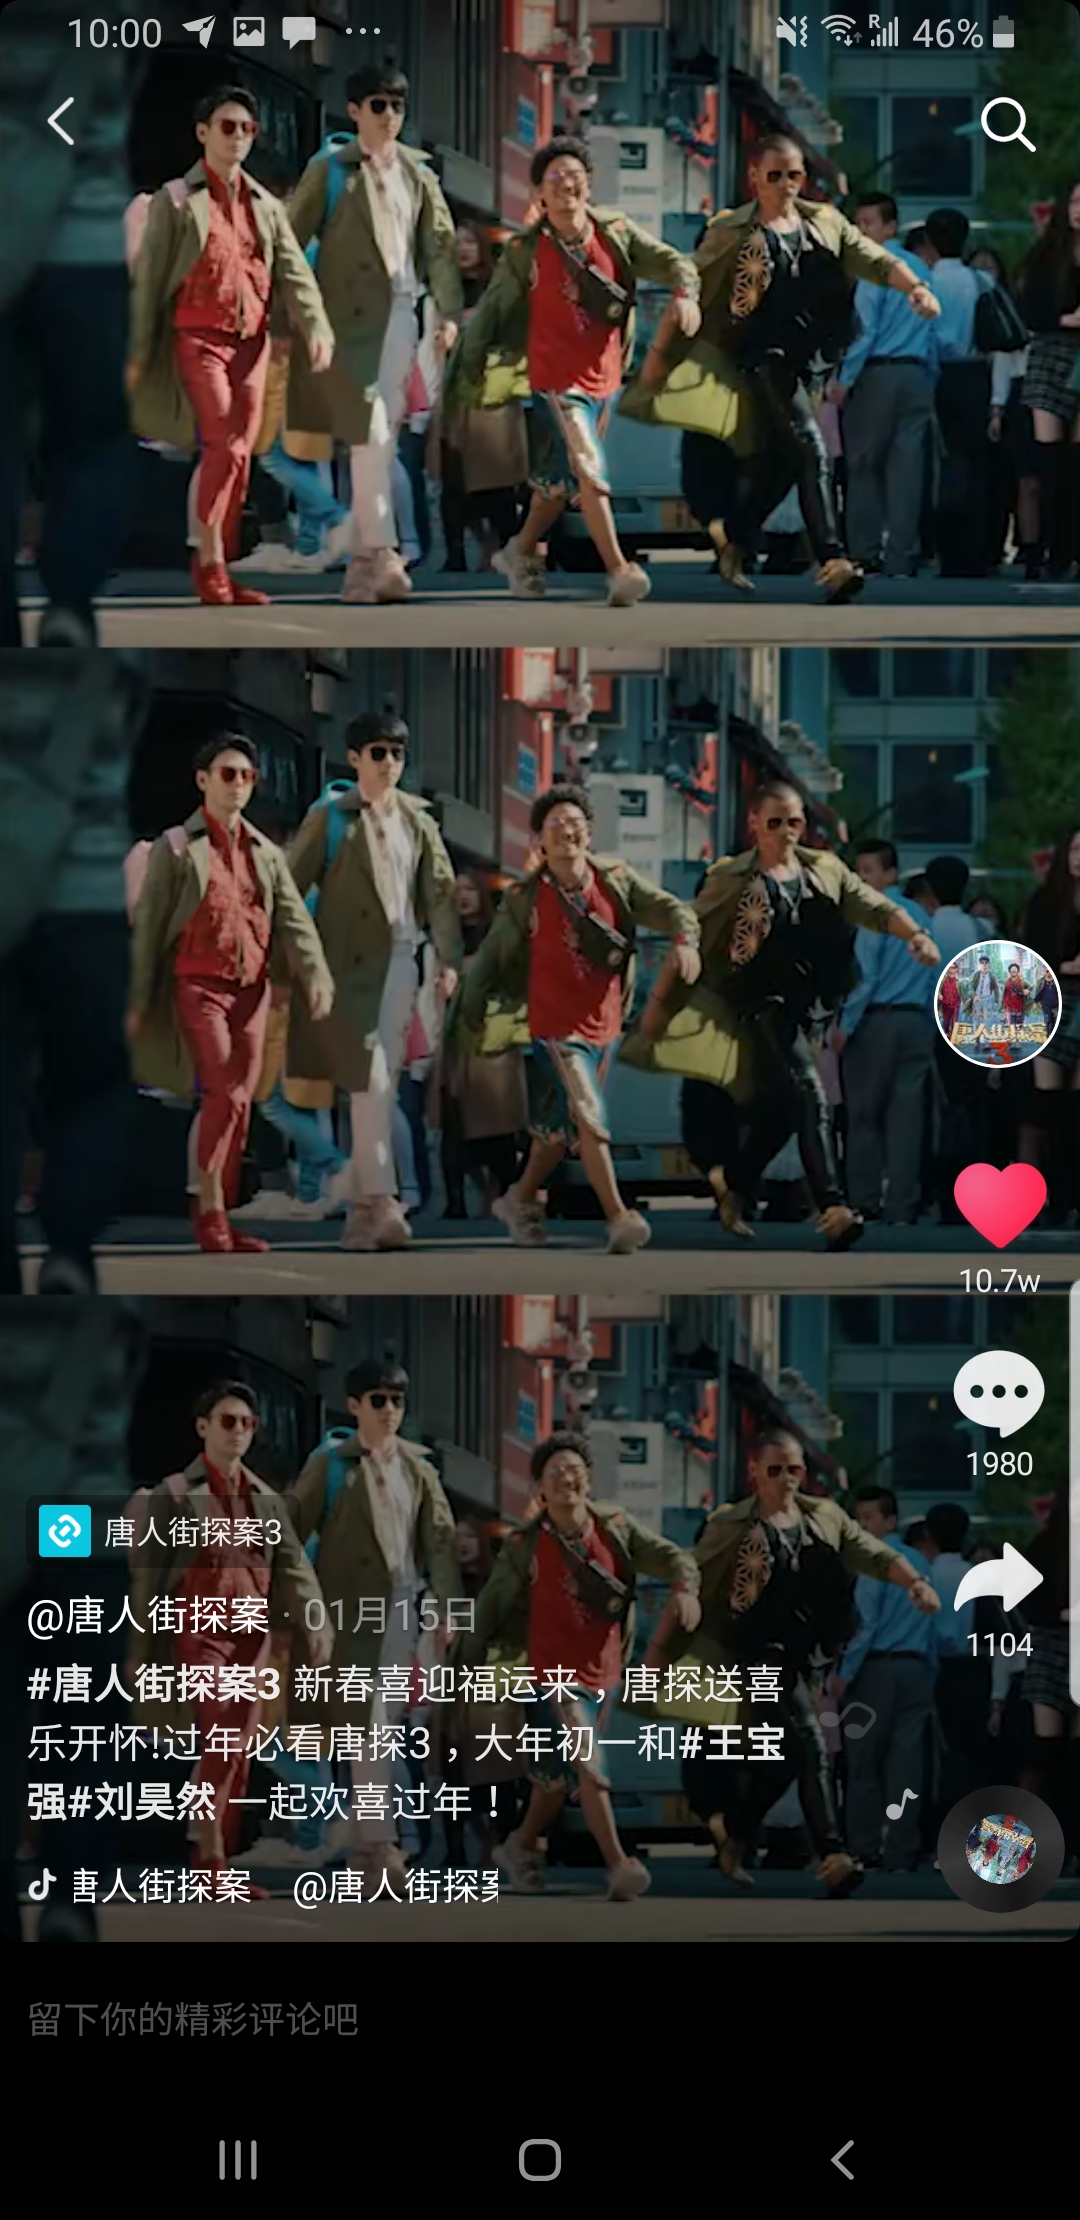 10:00
R
46%
10.7w
1980
唐人街探案3
@唐人街探案 · 01月15日
1104
#唐人街探案3 新春喜迎福运来，唐探送喜
乐开怀!过年必看唐探3，大年初一和#王宝
强#刘昊然 一起欢喜过年！
人街探案 @唐人街探
留下你的精彩评论吧